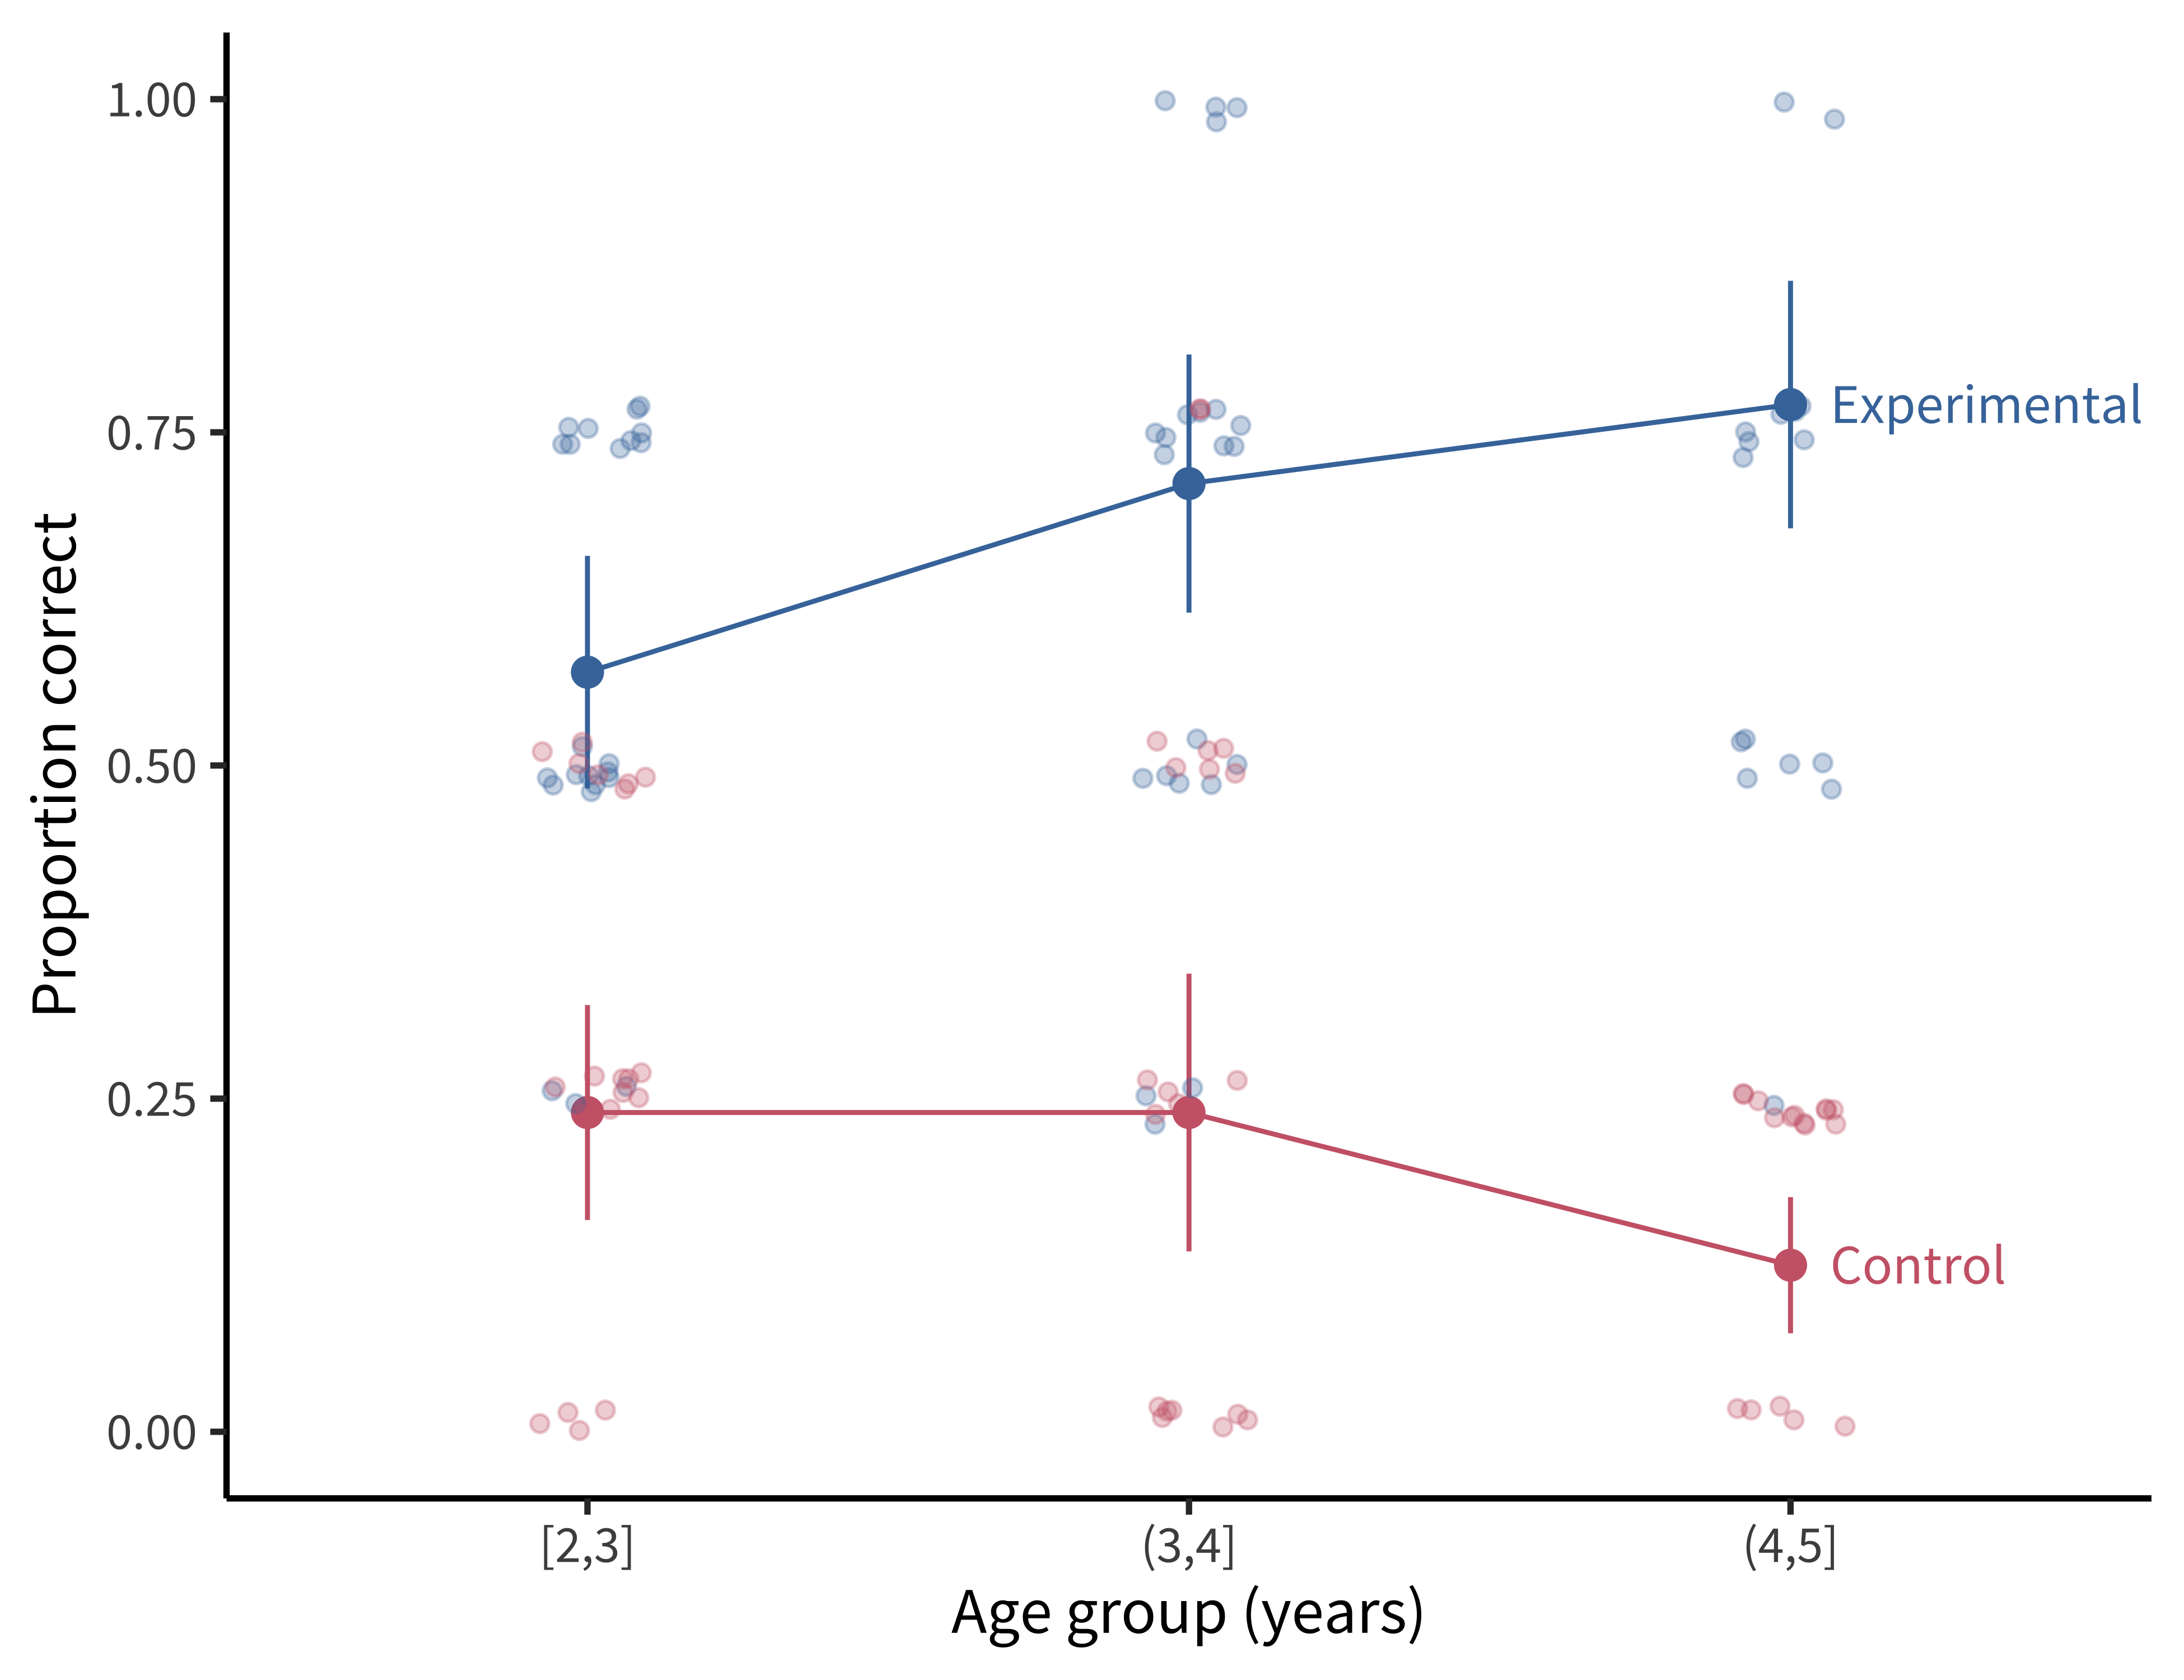 Proportion correct
1.00
0.75
0.50
0.25
0.00
Experimental
Control
[2,3]
(3,4]
(4,5]
Age group (years)